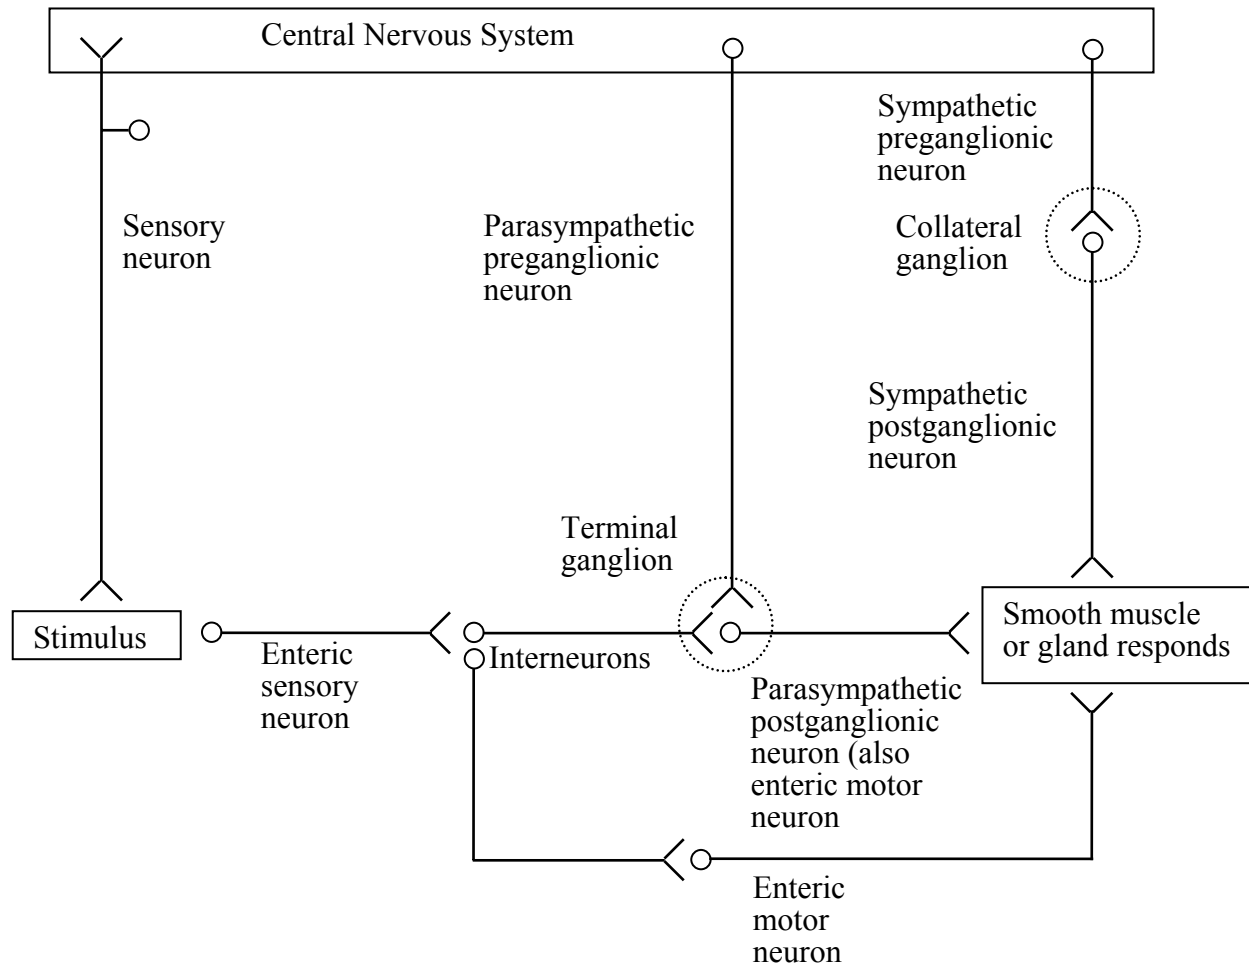 Central Nervous System
Sympathetic
preganglionic
neuron
Sensory
neuron
Parasympathetic
preganglionic
neuron
Collateral
ganglion
Sympathetic
postganglionic
neuron
Terminal
ganglion
Stimulus
Smooth muscle
or gland responds
Enteric
sensory
neuron
Interneurons
Parasympathetic
postganglionic
neuron (also
enteric motor
neuron
Enteric
motor
neuron